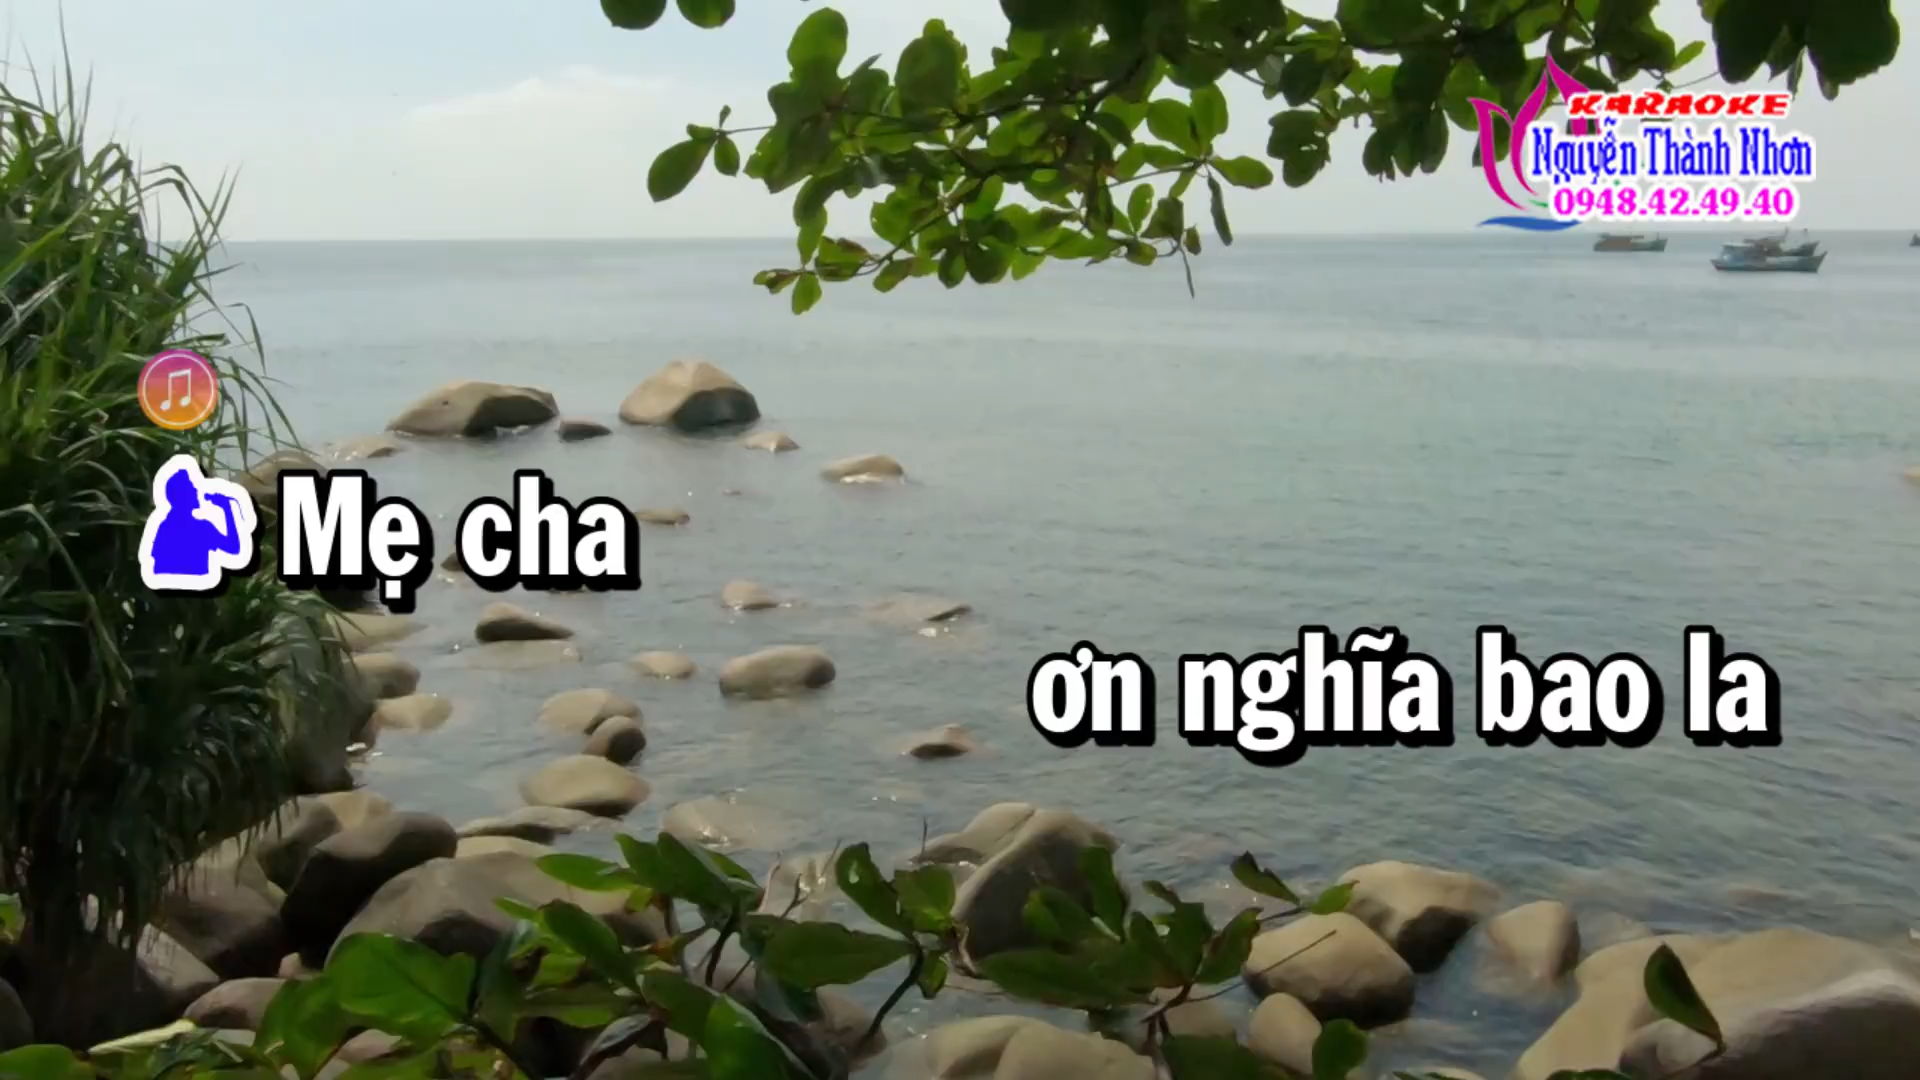 KARAOKE
Nguyễn Thành Nhơn
0948.42.49.40
Mẹ cha
ơn nghĩa bao la